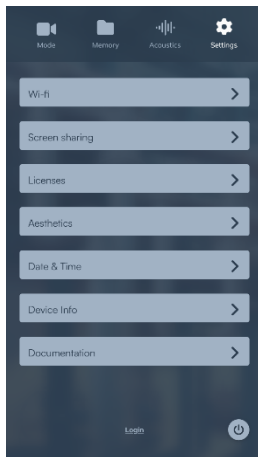 Mode
Memory
Acoustics
Settings
Wi-fi
Screen sharing
Licenses
Aesthetics
Date & Time
Device Info
Documentation
Login